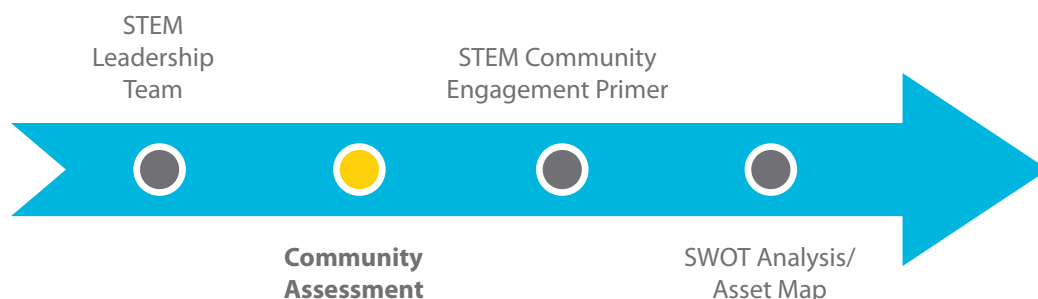 STEM
Leadership
Team
STEM Community
Engagement Primer
Community
Assessment
SWOT Analysis/
Asset Map